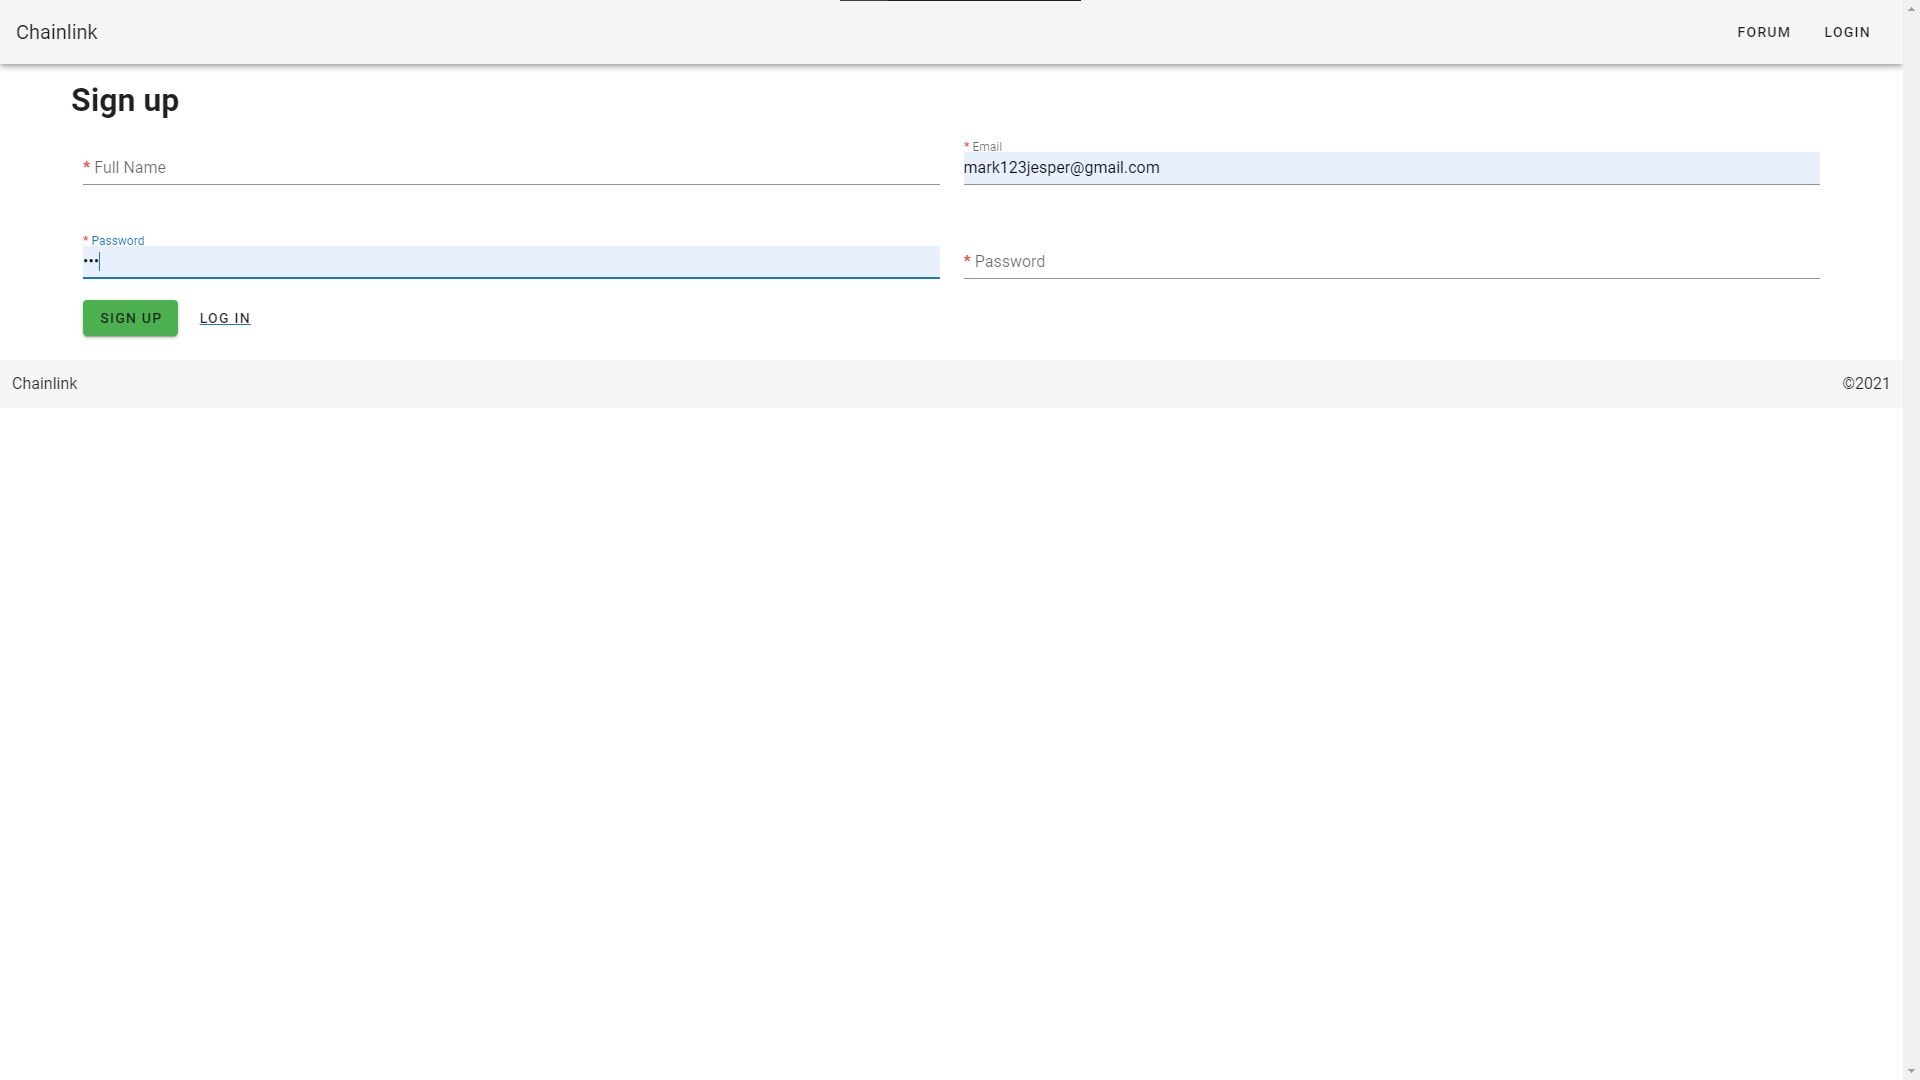 Chainlink FORUM LOGIN
Sign up
* Full Name
* Email
mark123jesper@gmail.com
* Password
•••
* Password
SIGN UP LOG IN
Chainlink ©2021